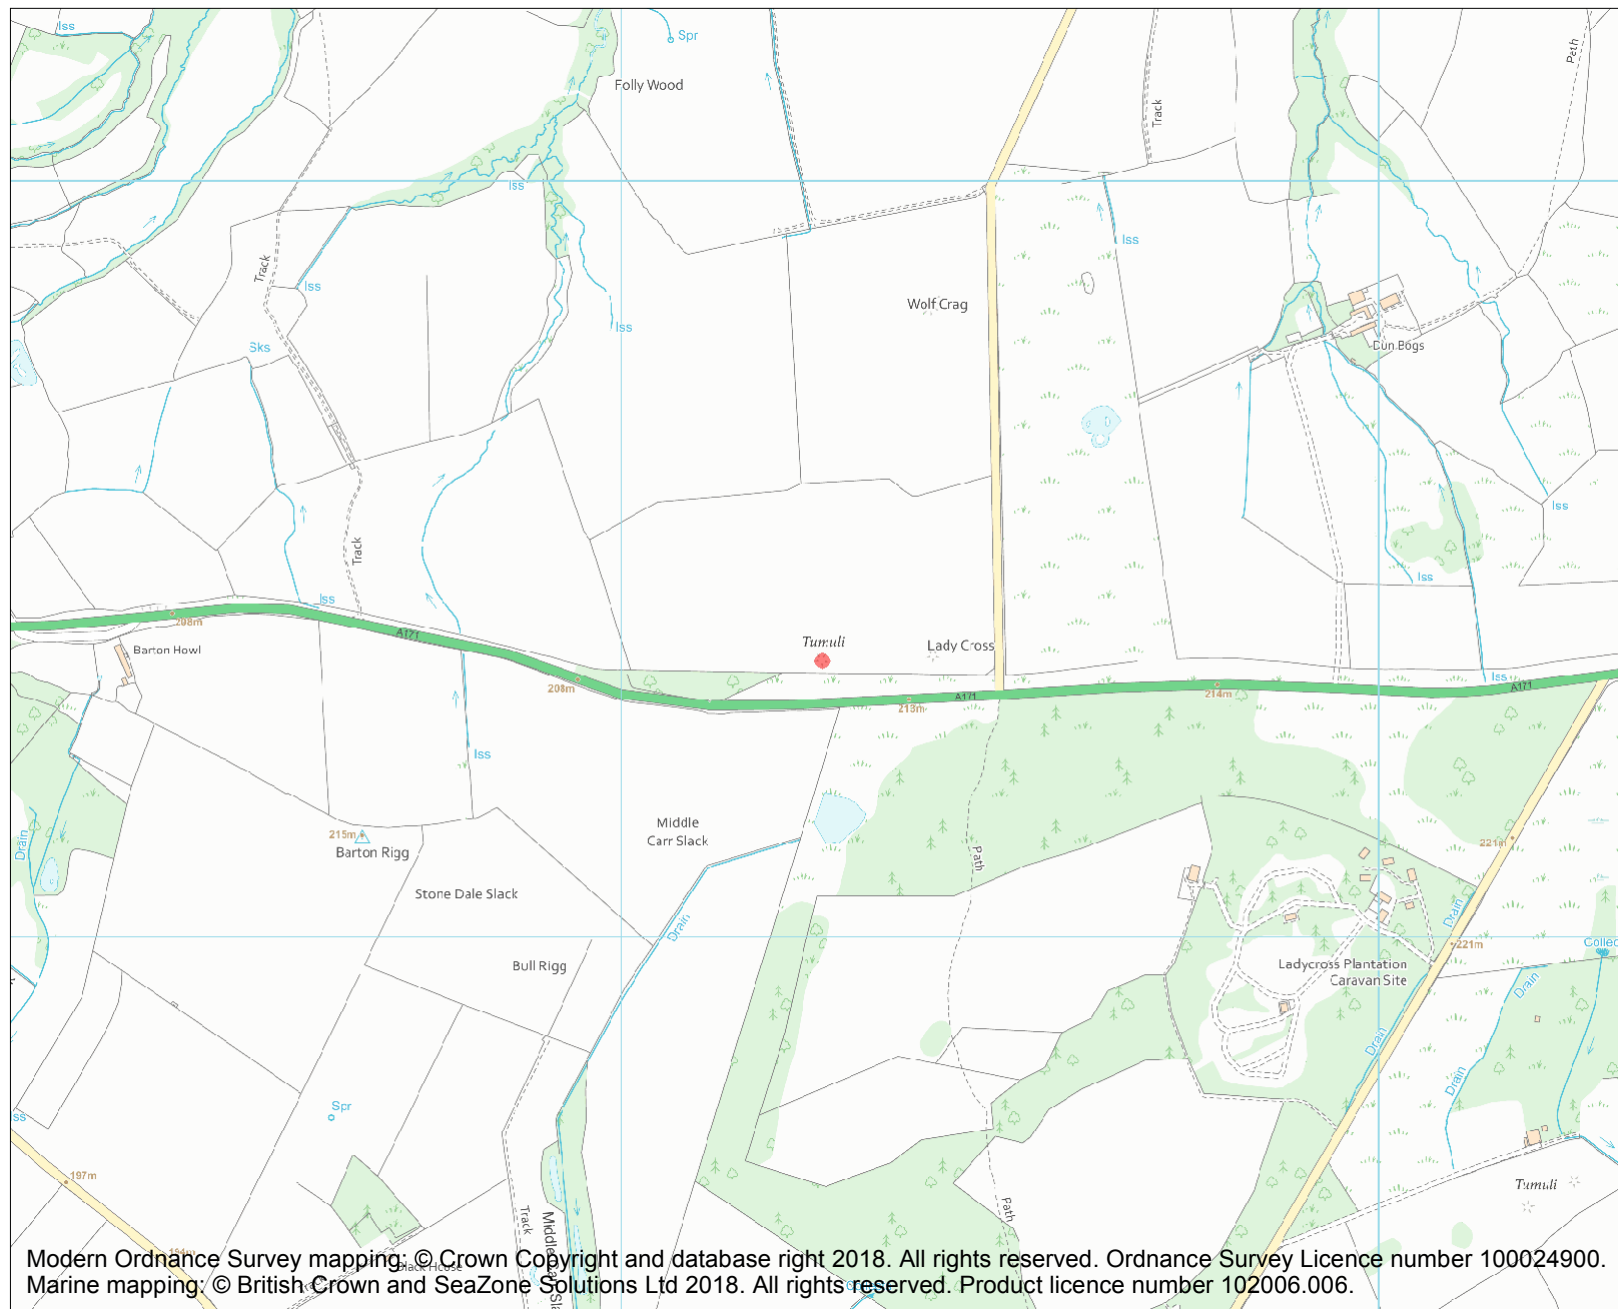 Iss
Spr
Folly Wood
Path
Track
Iss
Iss
Track
Iss
Wolf Crag
Iss
Sks
Dun Bogs
Iss
Track
Iss
Iss
208m
A171
Barton Howl
Tumuli
Lady Cross
208m
213m
A171
214m
Iss
A171
Iss
Middle
Carr Slack
215m
Barton Rigg
Drain
Path
221m
Stone Dale Slack
Drain
Drain
221m
Bull Rigg
Ladycross Plantation
Caravan Site
Drain
Drain
Drain
Spr
197m
Tumuli
Track
Path
Modern Ordnance Survey mapping: © Crown Copyright and database right 2018. All rights reserved. Ordnance Survey Licence number 100024900.
Marine mapping: © British Crown and SeaZone Solutions Ltd 2018. All rights reserved. Product licence number 102006.006.